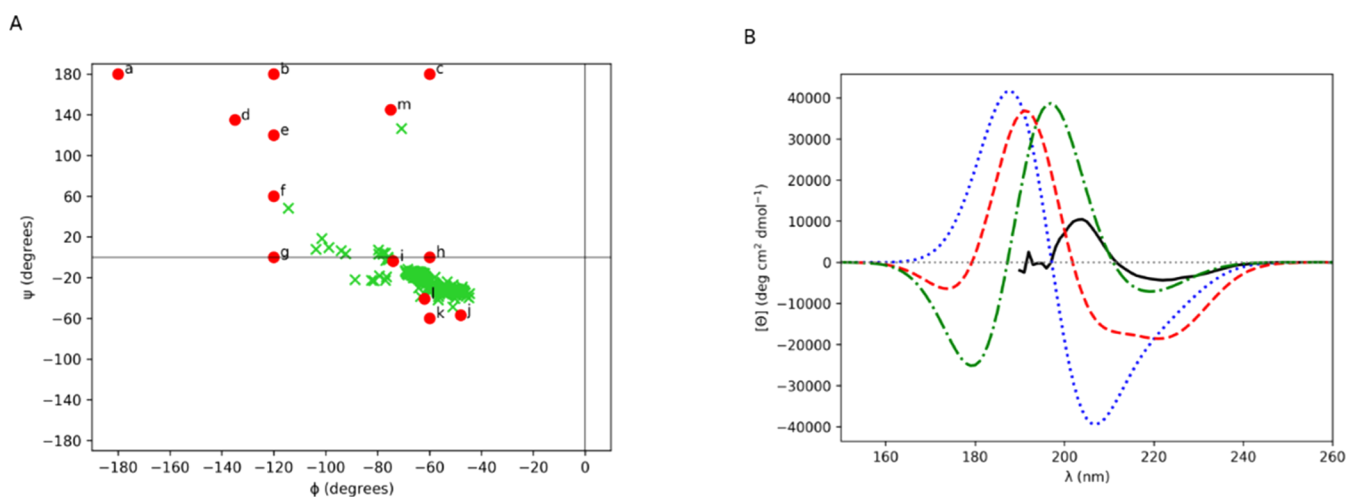 A
B
180
140
100
60
20
−20
−60
−100
−140
−180
ψ (degrees)
a
b
c
m
d
e
f
g
i
h
l
k
j
−180
−160
−140
−120
−100
−80
−60
−40
−20
0
ϕ (degrees)
40000
30000
20000
10000
0
−10000
−20000
−30000
−40000
[Θ] (deg cm² dmol⁻¹)
160
180
200
220
240
260
λ (nm)